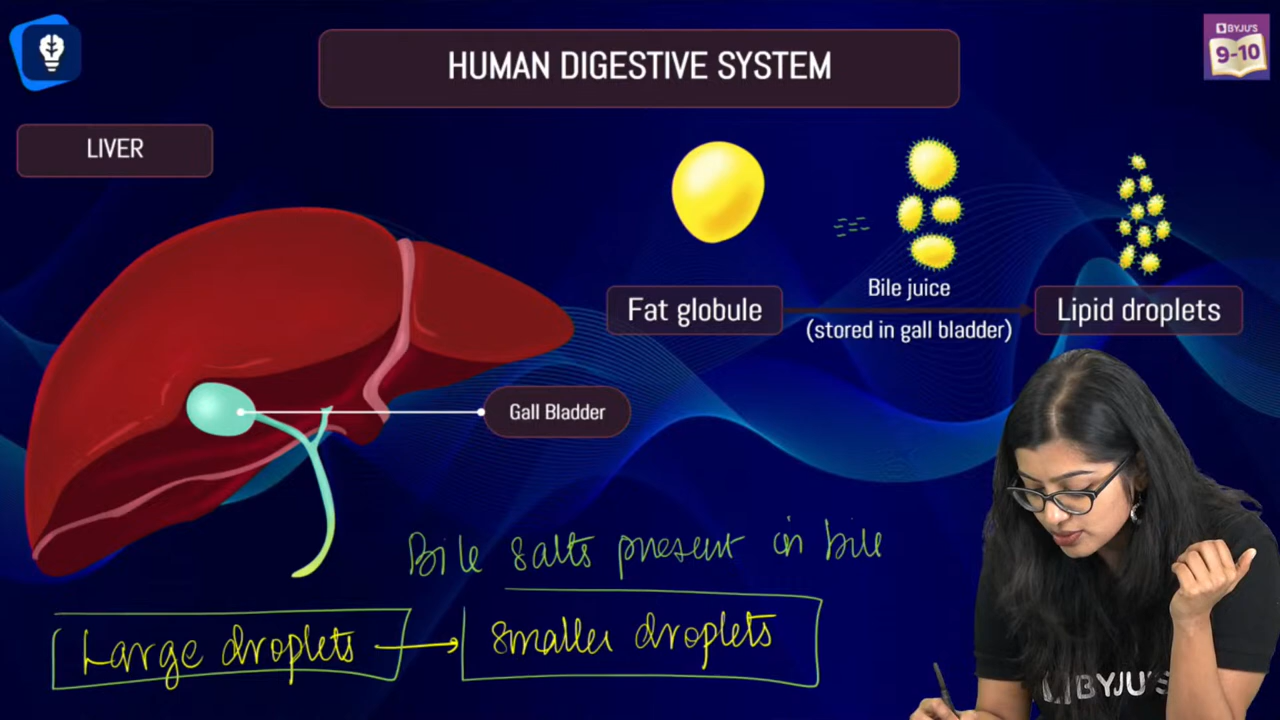 HUMAN DIGESTIVE SYSTEM
BYJU'S
9-10
LIVER
Fat globule
Bile juice
(stored in gall bladder)
Lipid droplets
Gall Bladder
Bile salts present in bile
Large droplets → smaller droplets
BYJU'S